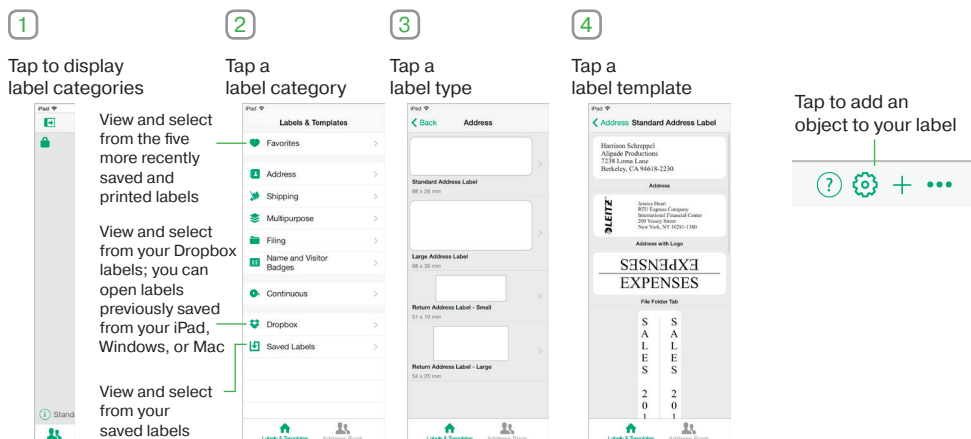 1
Tap to display
label categories
iPad
View and select
from the five
more recently
saved and
printed labels
View and select
from your Dropbox
labels; you can
open labels
previously saved
from your iPad,
Windows, or Mac
View and select
from your
saved labels
i
2
Tap a
label category
iPad
Labels & Templates
Favorites
Address
Shipping
Multipurpose
Filing
Name and Visitor
Badges
Continuous
Dropbox
Saved Labels
Labels & Templates Address Book
3
Tap a
label type
iPad
Back Address
Standard Address Label
88 x 28 mm
Large Address Label
88 x 36 mm
Return Address Label - Small
51 x 19 mm
Return Address Label - Large
54 x 25 mm
Labels & Templates Address Book
4
Tap a
label template
iPad
Address Standard Address Label
Harrison Schreppel
Alipade Productions
7238 Loma Lane
Berkeley, CA 94618-2230
Address
LEITZ
Jessica Heart
RTU Express Company
International Financial Center
200 Vessey Street
New York, NY 10281-1380
Address with Logo
EXPENSES
EXPENSES
File Folder Tab
S S
A A
L L
E E
S S
2 2
0 0
1 1
Labels & Templates Address Book
Tap to add an
object to your label
? + •••